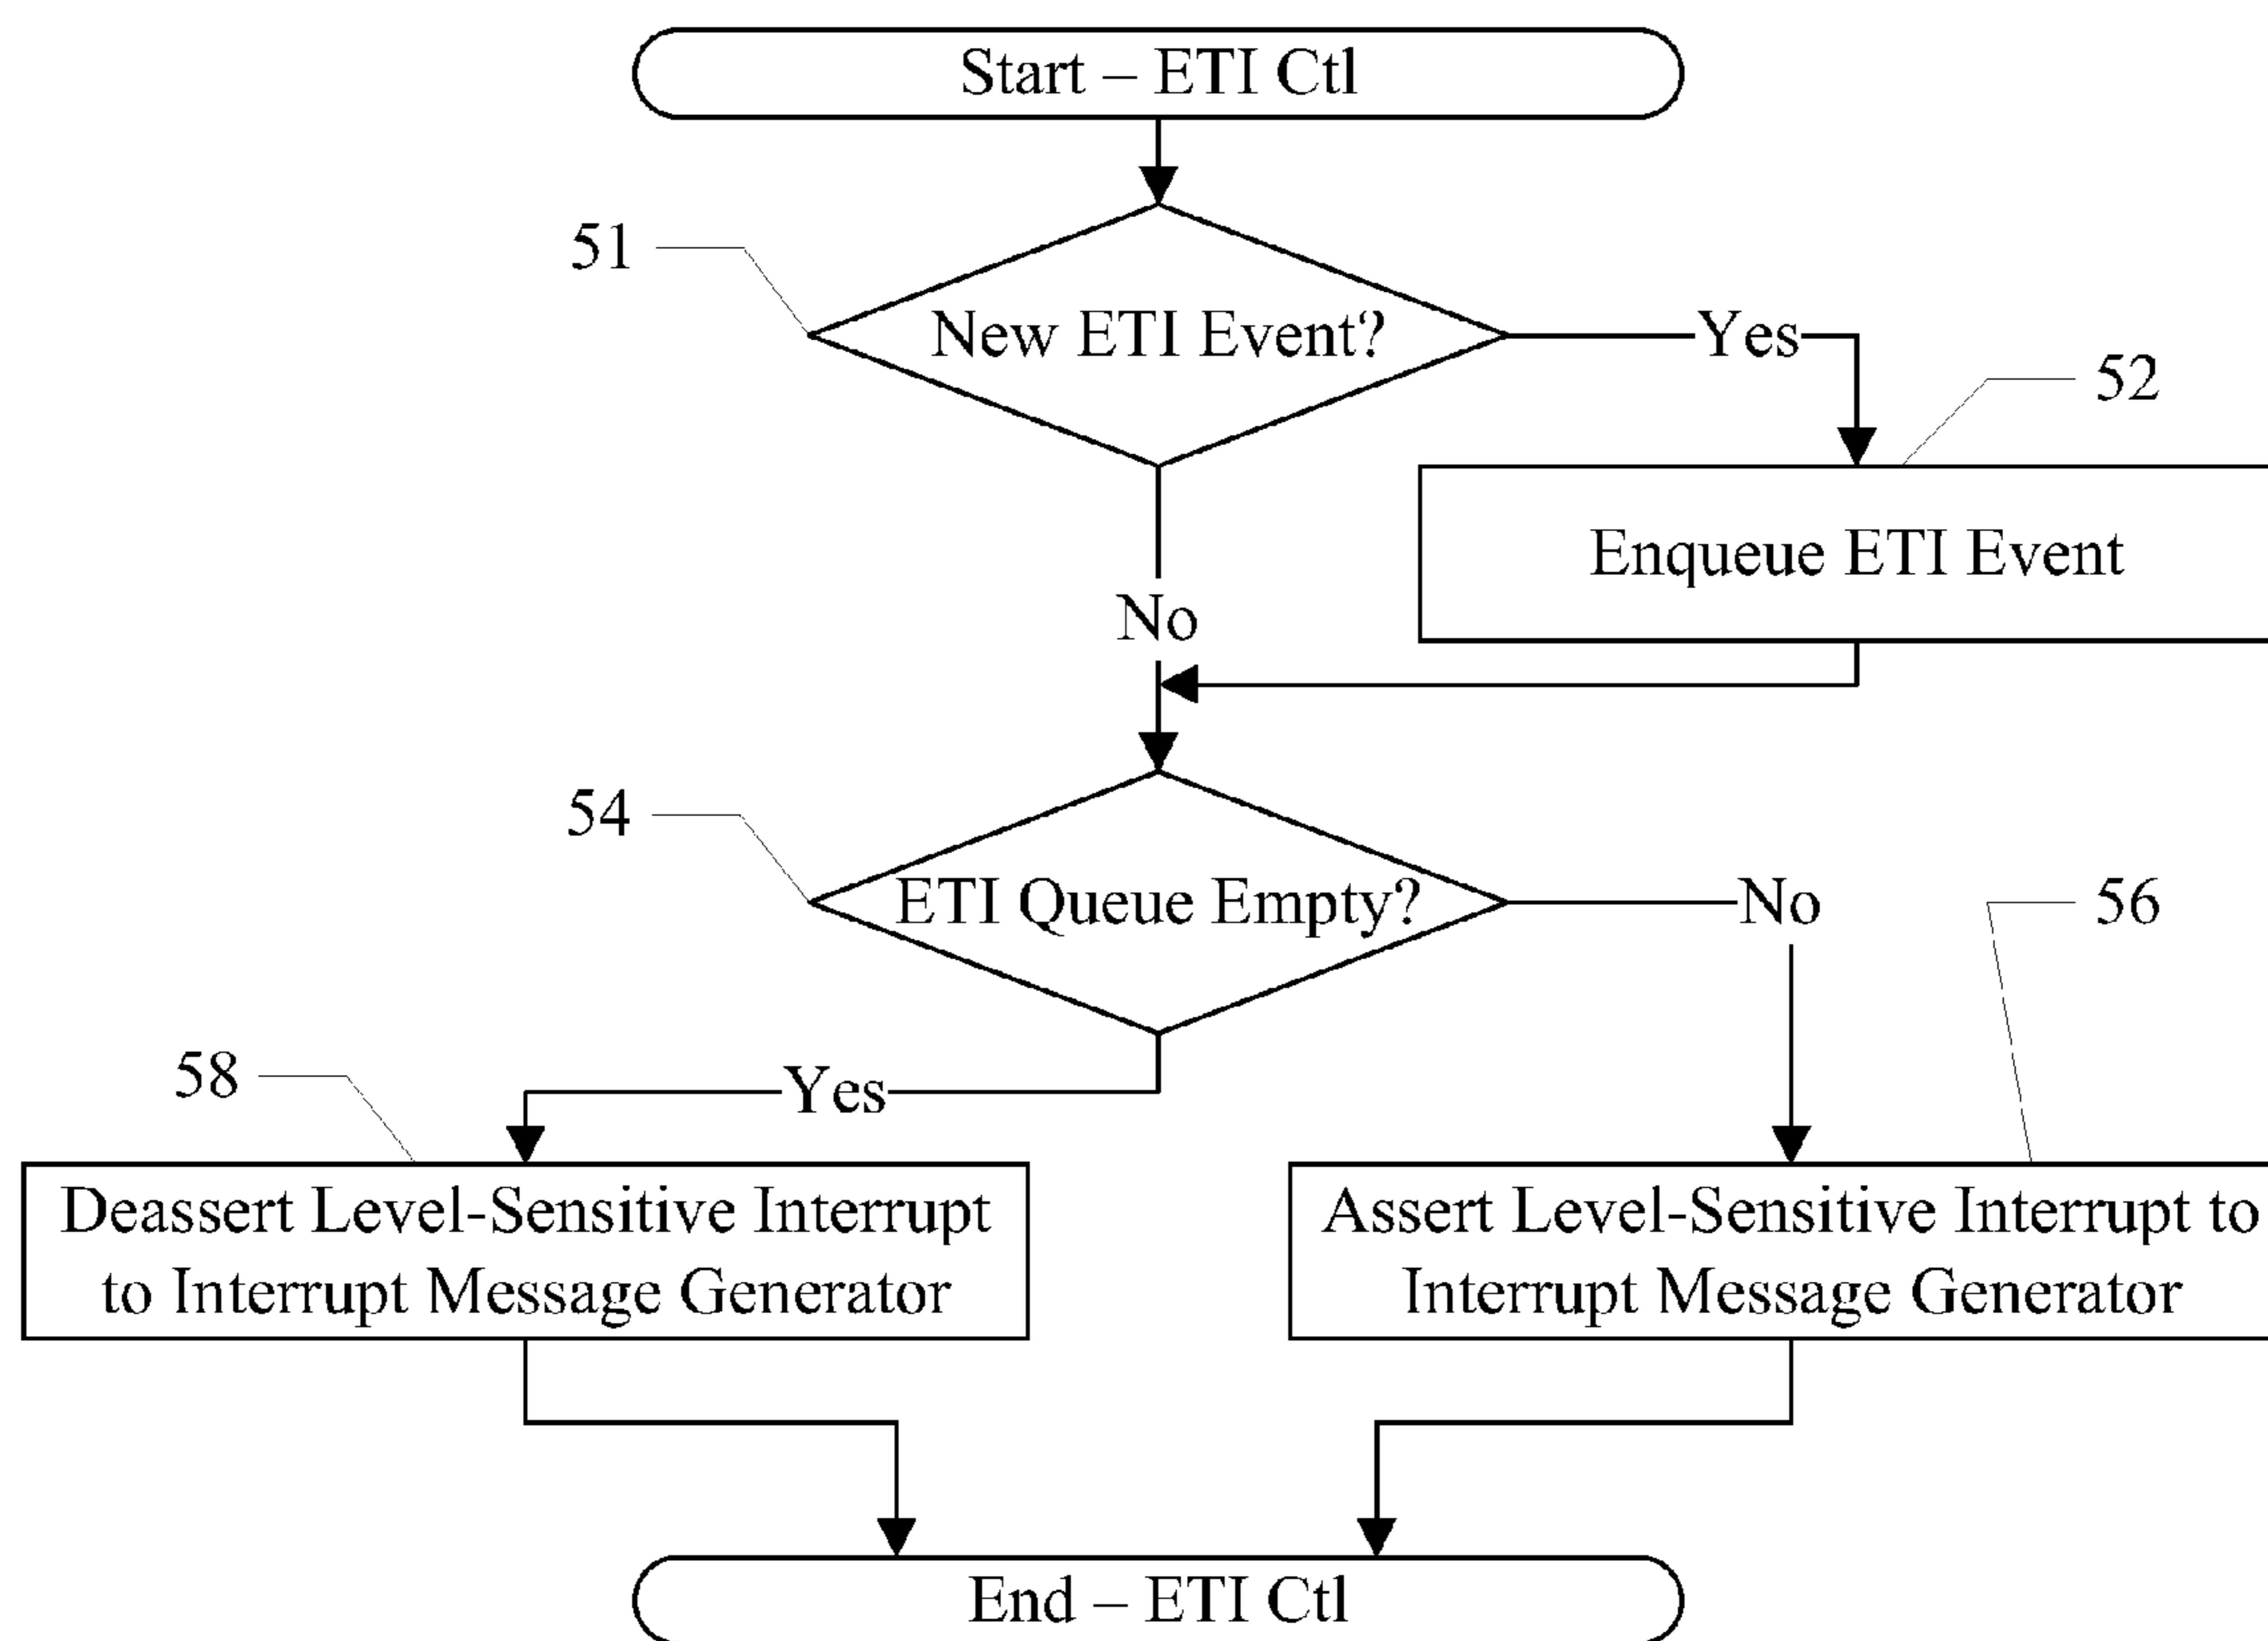 Start – ETI Ctl
51
New ETI Event?
Yes
52
Enqueue ETI Event
No
54
ETI Queue Empty?
No
56
58
Yes
Deassert Level-Sensitive Interrupt
to Interrupt Message Generator
Assert Level-Sensitive Interrupt to
Interrupt Message Generator
End – ETI Ctl